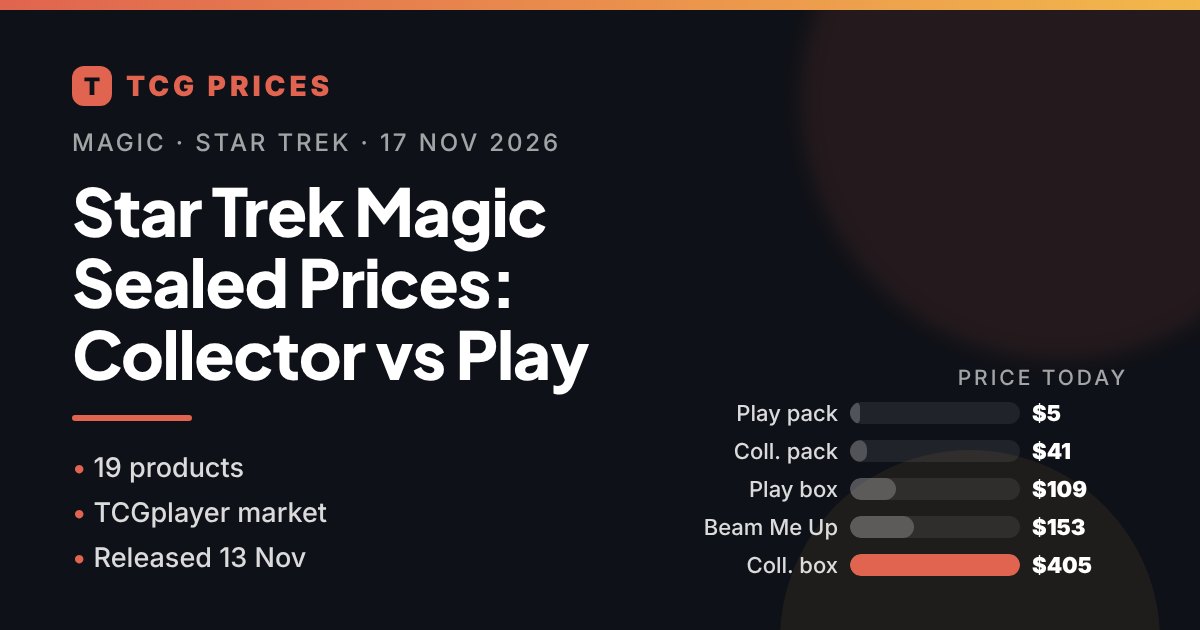 T TCG PRICES
MAGIC · STAR TREK · 17 NOV 2026
Star Trek Magic
Sealed Prices:
Collector vs Play
• 19 products
• TCGplayer market
• Released 13 Nov
PRICE TODAY
Play pack $5
Coll. pack $41
Play box $109
Beam Me Up $153
Coll. box $405